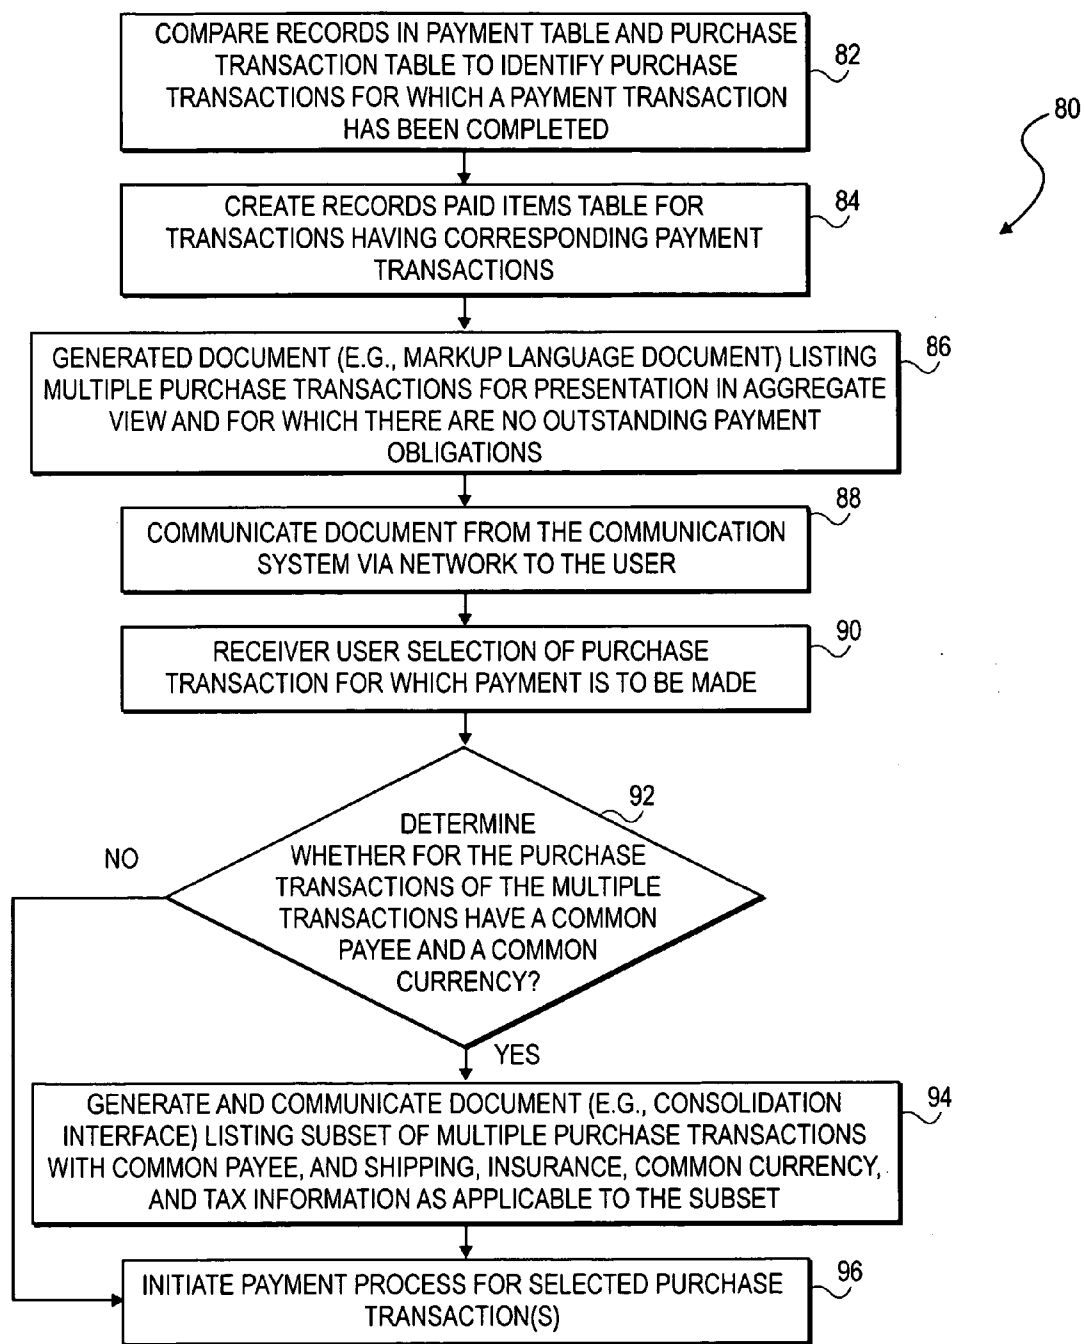 COMPARE RECORDS IN PAYMENT TABLE AND PURCHASE
TRANSACTION TABLE TO IDENTIFY PURCHASE
TRANSACTIONS FOR WHICH A PAYMENT TRANSACTION
HAS BEEN COMPLETED
82
80
CREATE RECORDS PAID ITEMS TABLE FOR
TRANSACTIONS HAVING CORRESPONDING PAYMENT
TRANSACTIONS
84
GENERATED DOCUMENT (E.G., MARKUP LANGUAGE DOCUMENT) LISTING
MULTIPLE PURCHASE TRANSACTIONS FOR PRESENTATION IN AGGREGATE
VIEW AND FOR WHICH THERE ARE NO OUTSTANDING PAYMENT
OBLIGATIONS
86
COMMUNICATE DOCUMENT FROM THE COMMUNICATION
SYSTEM VIA NETWORK TO THE USER
88
RECEIVER USER SELECTION OF PURCHASE
TRANSACTION FOR WHICH PAYMENT IS TO BE MADE
90
92
DETERMINE
WHETHER FOR THE PURCHASE
TRANSACTIONS OF THE MULTIPLE
TRANSACTIONS HAVE A COMMON
PAYEE AND A COMMON
CURRENCY?
NO
YES
GENERATE AND COMMUNICATE DOCUMENT (E.G., CONSOLIDATION
INTERFACE) LISTING SUBSET OF MULTIPLE PURCHASE TRANSACTIONS
WITH COMMON PAYEE, AND SHIPPING, INSURANCE, COMMON CURRENCY,
AND TAX INFORMATION AS APPLICABLE TO THE SUBSET
94
INITIATE PAYMENT PROCESS FOR SELECTED PURCHASE
TRANSACTION(S)
96